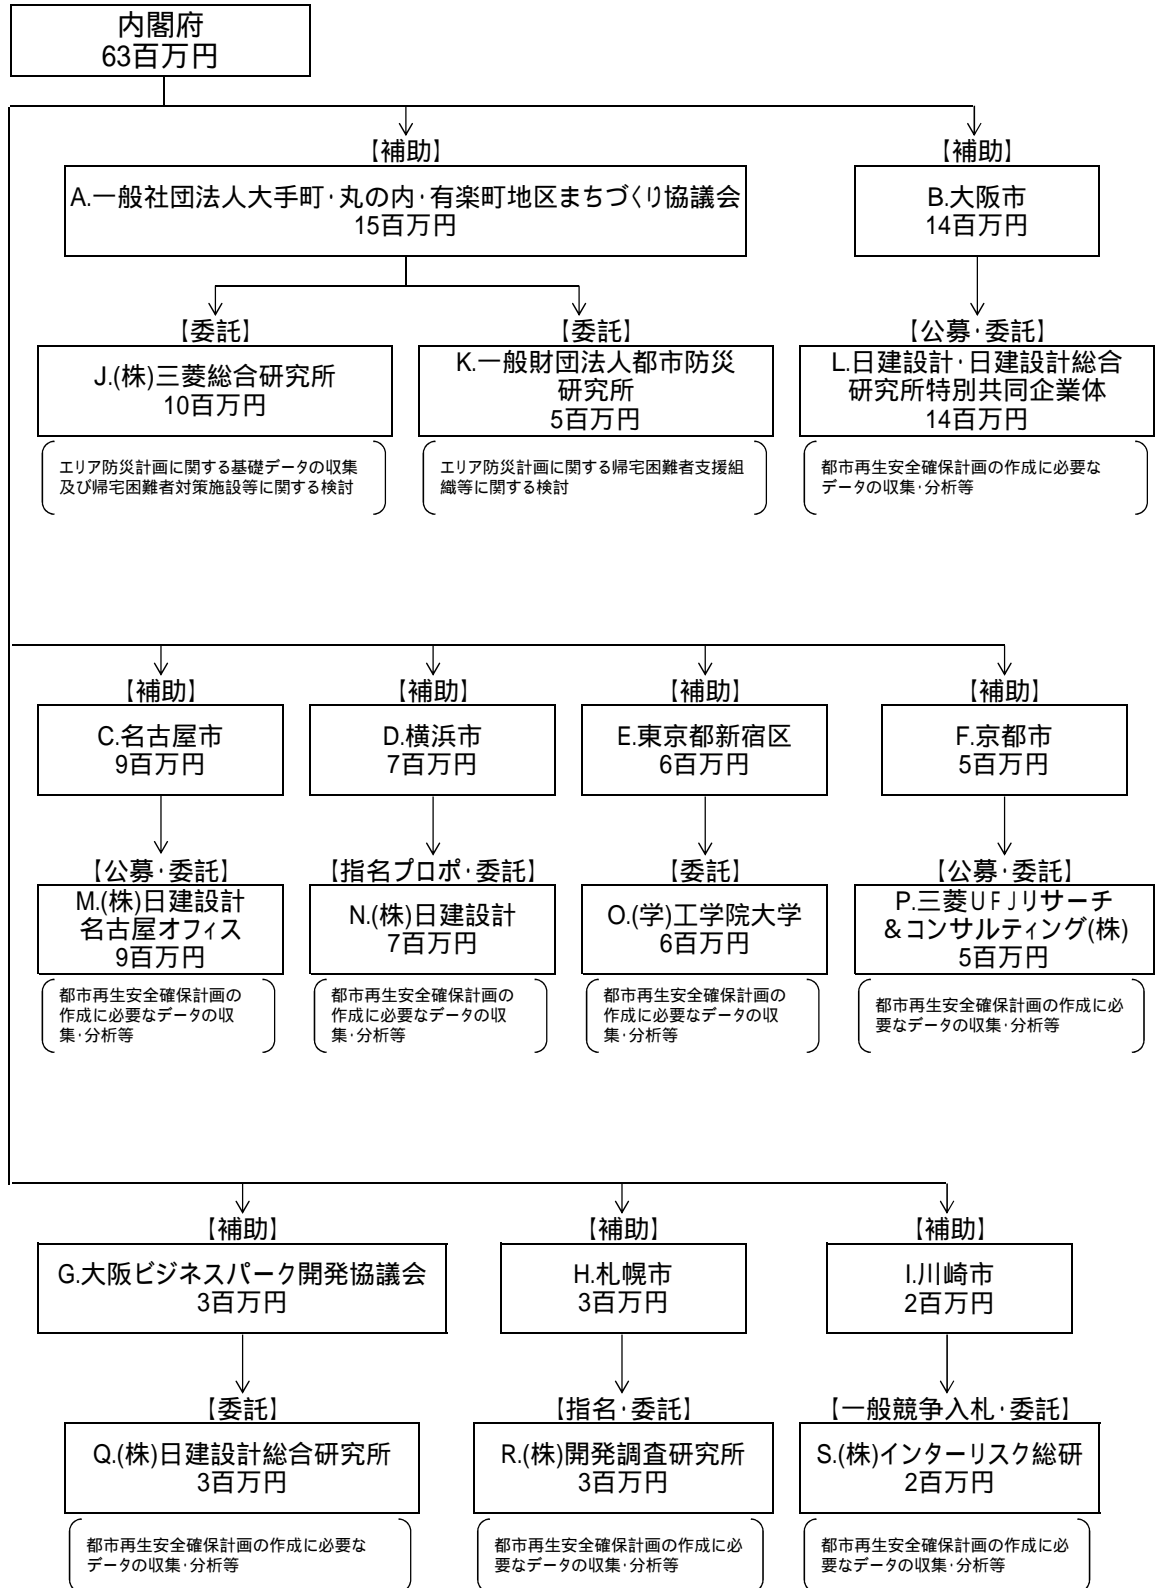 内閣府
63百万円
【補助】
A.一般社団法人大手町・丸の内・有楽町地区まちづくり協議会
15百万円
【補助】
B.大阪市
14百万円
【委託】
J.(株)三菱総合研究所
10百万円
エリア防災計画に関する基礎データの収集
及び帰宅困難者対策施設等に関する検討
【委託】
K.一般財団法人都市防災
研究所
5百万円
エリア防災計画に関する帰宅困難者支援組
織等に関する検討
【公募・委託】
L.日建設計・日建設計総合
研究所特別共同企業体
14百万円
都市再生安全確保計画の作成に必要な
データの収集・分析等
【補助】
C.名古屋市
9百万円
【補助】
D.横浜市
7百万円
【補助】
E.東京都新宿区
6百万円
【補助】
F.京都市
5百万円
【公募・委託】
M.(株)日建設計
名古屋オフィス
9百万円
都市再生安全確保計画の
作成に必要なデータの収
集・分析等
【指名プロポ・委託】
N.(株)日建設計
7百万円
都市再生安全確保計画の
作成に必要なデータの収
集・分析等
【委託】
O.(学)工学院大学
6百万円
都市再生安全確保計画の
作成に必要なデータの収
集・分析等
【公募・委託】
P.三菱UFJリサーチ
&コンサルティング(株)
5百万円
都市再生安全確保計画の作成に必
要なデータの収集・分析等
【補助】
G.大阪ビジネスパーク開発協議会
3百万円
【補助】
H.札幌市
3百万円
【補助】
I.川崎市
2百万円
【委託】
Q.(株)日建設計総合研究所
3百万円
都市再生安全確保計画の作成に必要な
データの収集・分析等
【指名・委託】
R.(株)開発調査研究所
3百万円
都市再生安全確保計画の作成に必
要なデータの収集・分析等
【一般競争入札・委託】
S.(株)インターリスク総研
2百万円
都市再生安全確保計画の作成に必
要なデータの収集・分析等